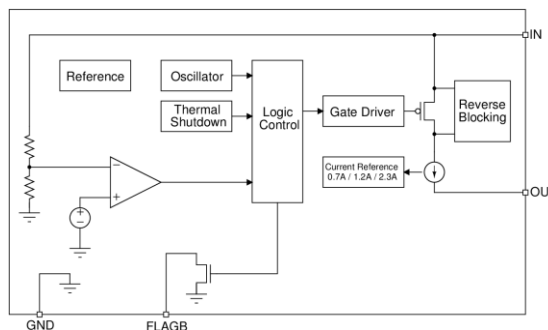 IN
Reference
Oscillator
Thermal
Shutdown
Logic
Control
Gate Driver
Reverse
Blocking
Current Reference
0.7A / 1.2A / 2.3A
−
+
+
−
OU
GND
FLAGB